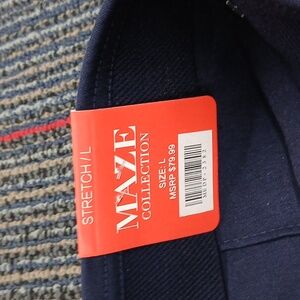 STRETCH / L
MAZE
COLLECTION
SIZE: L
MSRP $79.99